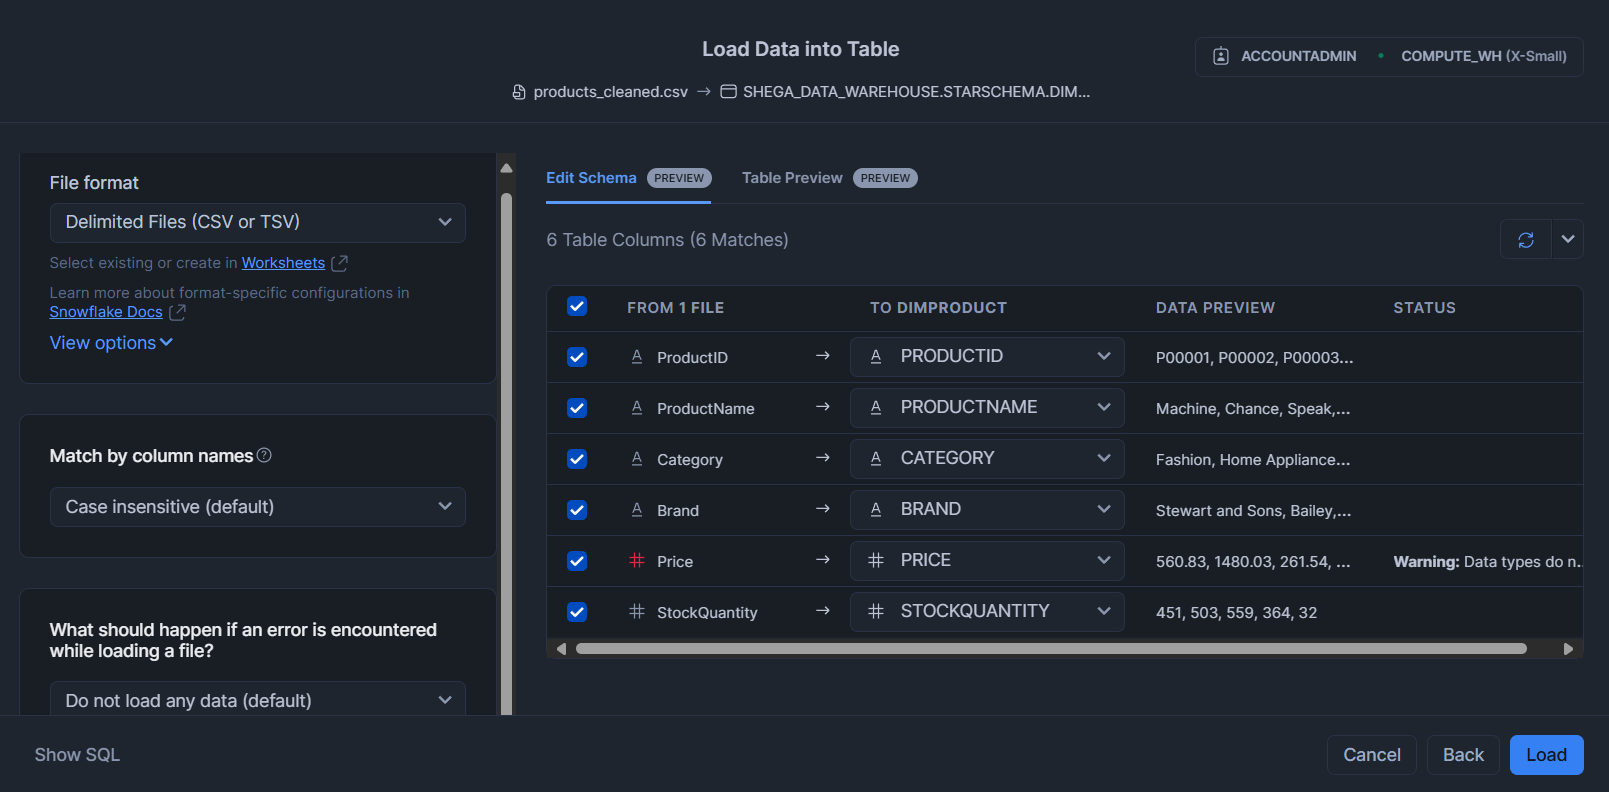 Load Data into Table
products_cleaned.csv → SHEGA_DATA_WAREHOUSE.STARSCHEMA.DIM...
ACCOUNTADMIN • COMPUTE_WH (X-Small)
File format
Delimited Files (CSV or TSV)
Select existing or create in Worksheets
Learn more about format-specific configurations in
Snowflake Docs
View options
Match by column names
Case insensitive (default)
What should happen if an error is encountered
while loading a file?
Do not load any data (default)
Edit Schema PREVIEW Table Preview PREVIEW
6 Table Columns (6 Matches)
FROM 1 FILE TO DIMPRODUCT DATA PREVIEW STATUS
A ProductID → A PRODUCTID P00001, P00002, P00003...
A ProductName → A PRODUCTNAME Machine, Chance, Speak,...
A Category → A CATEGORY Fashion, Home Appliance...
A Brand → A BRAND Stewart and Sons, Bailey,...
# Price → # PRICE 560.83, 1480.03, 261.54, ... Warning: Data types do n..
# StockQuantity → # STOCKQUANTITY 451, 503, 559, 364, 32
Show SQL
Cancel Back Load